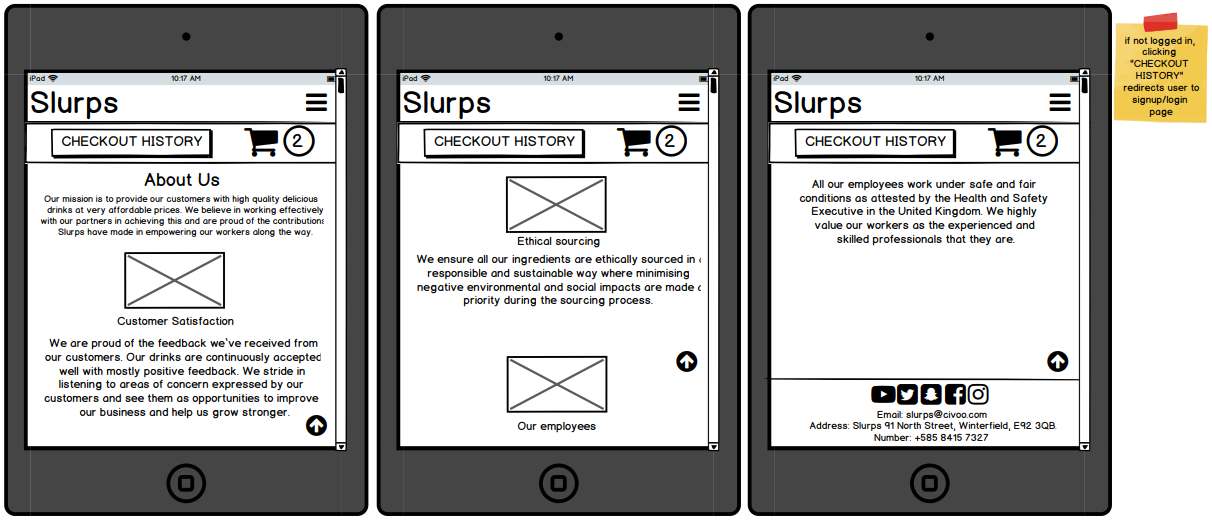 iPad
10:17 AM
Slurps
CHECKOUT HISTORY
2
About Us
Our mission is to provide our customers with high quality delicious
drinks at very affordable prices. We believe in working effectively
with our partners in achieving this and are proud of the contributions
Slurps have made in empowering our workers along the way.
Customer Satisfaction
We are proud of the feedback we've received from
our customers. Our drinks are continuously accepted
well with mostly positive feedback. We stride in
listening to areas of concern expressed by our
customers and see them as opportunities to improve
our business and help us grow stronger.
iPad
10:17 AM
Slurps
CHECKOUT HISTORY
2
Ethical sourcing
We ensure all our ingredients are ethically sourced in
responsible and sustainable way where minimising
negative environmental and social impacts are made
priority during the sourcing process.
Our employees
iPad
10:17 AM
Slurps
CHECKOUT HISTORY
2
All our employees work under safe and fair
conditions as attested by the Health and Safety
Executive in the United Kingdom. We highly
value our workers as the experienced and
skilled professionals that they are.
Email: slurps@civoo.com
Address: Slurps 91 North Street, Winterfield, E92 3QB.
Number: +585 8415 7327
if not logged in,
clicking
"CHECKOUT
HISTORY"
redirects user to
signup/login
page